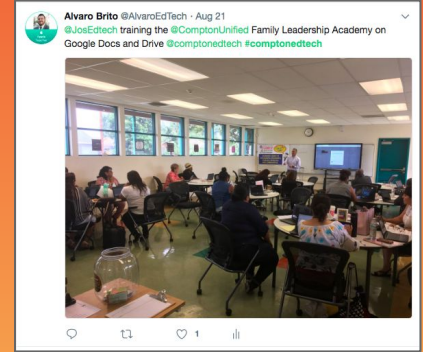 Alvaro Brito @AlvaroEdTech · Aug 21
@JosEdtech training the @ComptonUnified Family Leadership Academy on
Google Docs and Drive @comptonedtech #comptonedtech
1